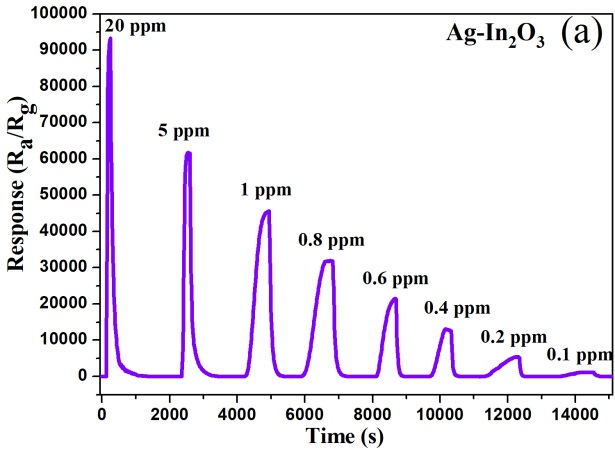 Ag-In₂O₃ (a)
20 ppm
5 ppm
1 ppm
0.8 ppm
0.6 ppm
0.4 ppm
0.2 ppm
0.1 ppm
Response (Rₐ/R_g)
100000
90000
80000
70000
60000
50000
40000
30000
20000
10000
0
0 2000 4000 6000 8000 10000 12000 14000
Time (s)